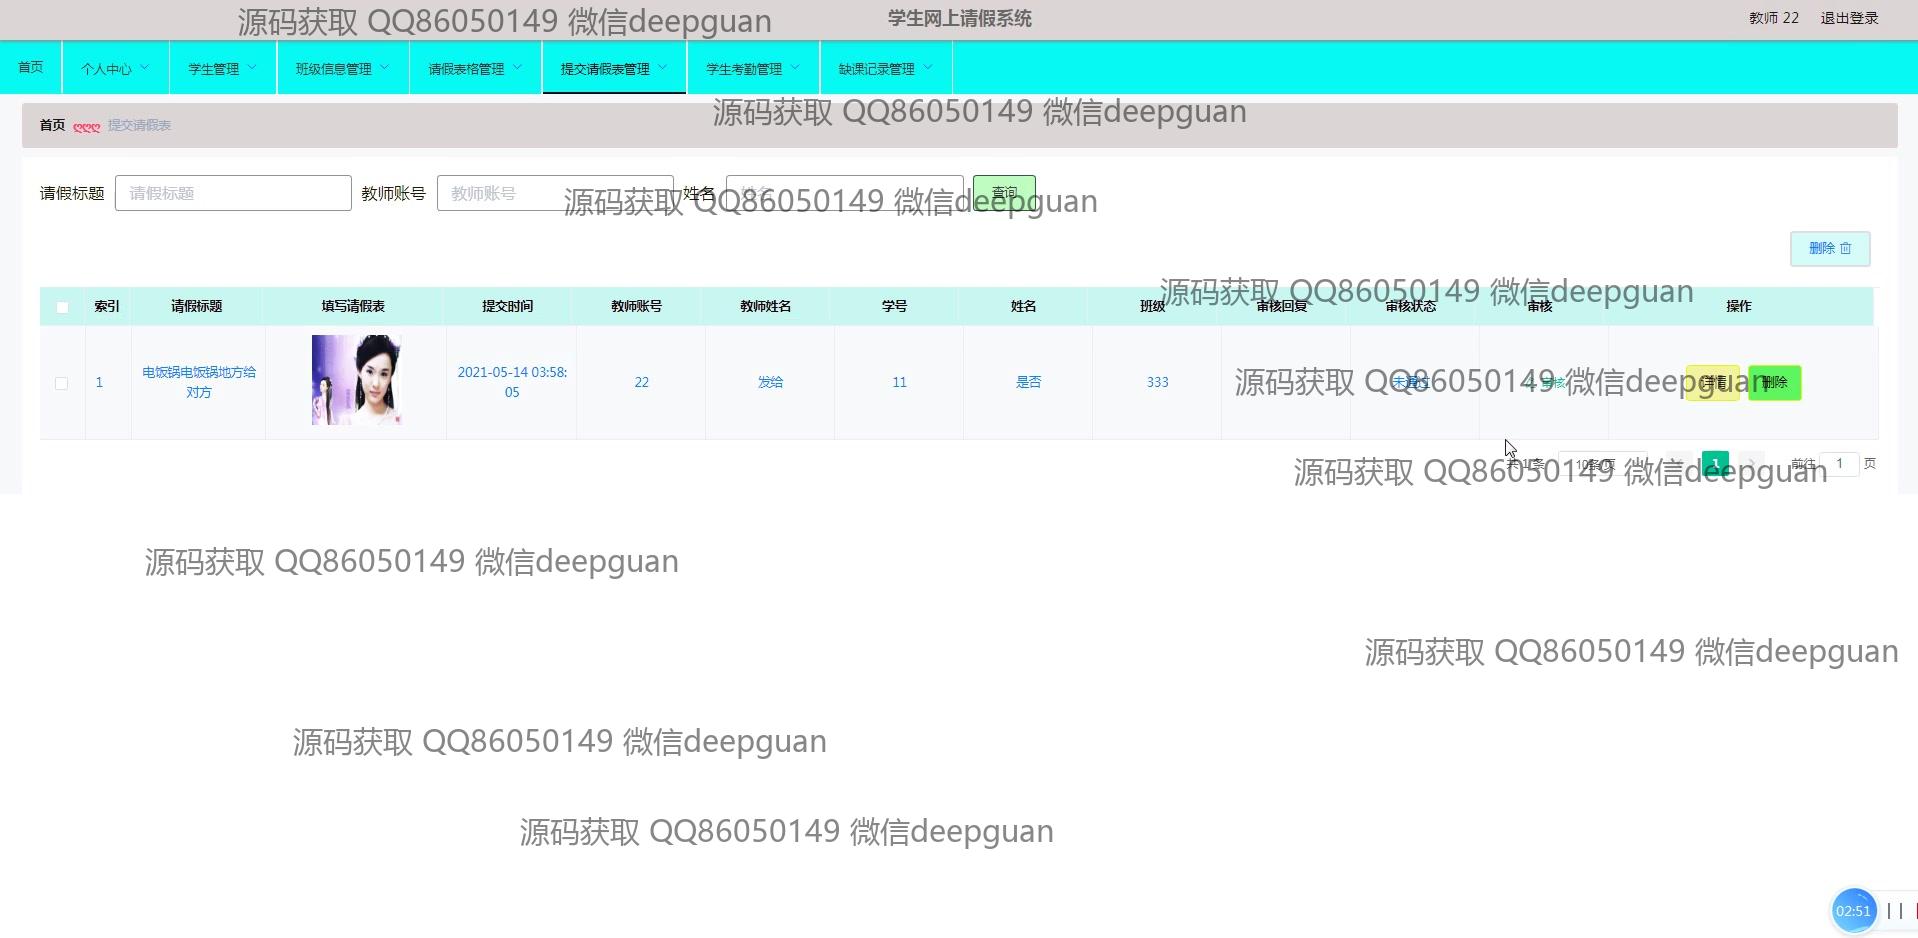 源码获取 QQ86050149 微信deepguan
学生网上请假系统
教师 22
退出登录
首页
个人中心
学生管理
班级信息管理
请假表格管理
提交请假表管理
学生考勤管理
缺课记录管理
源码获取 QQ86050149 微信deepguan
首页
提交请假表
请假标题
请假标题
教师账号
教师账号
姓名
姓名
查询
源码获取 QQ86050149 微信deepguan
删除
源码获取 QQ86050149 微信deepguan
索引
请假标题
填写请假表
提交时间
教师账号
教师姓名
学号
姓名
班级
审核回复
审核状态
审核
操作
1
电饭锅电饭锅地方给
对方
2021-05-14 03:58:
05
22
发给
11
是否
333
未通过
审核
详情
删除
源码获取 QQ86050149 微信deepguan
共 1 条
10条/页
1
前往
1
页
源码获取 QQ86050149 微信deepguan
源码获取 QQ86050149 微信deepguan
源码获取 QQ86050149 微信deepguan
源码获取 QQ86050149 微信deepguan
源码获取 QQ86050149 微信deepguan
02:51